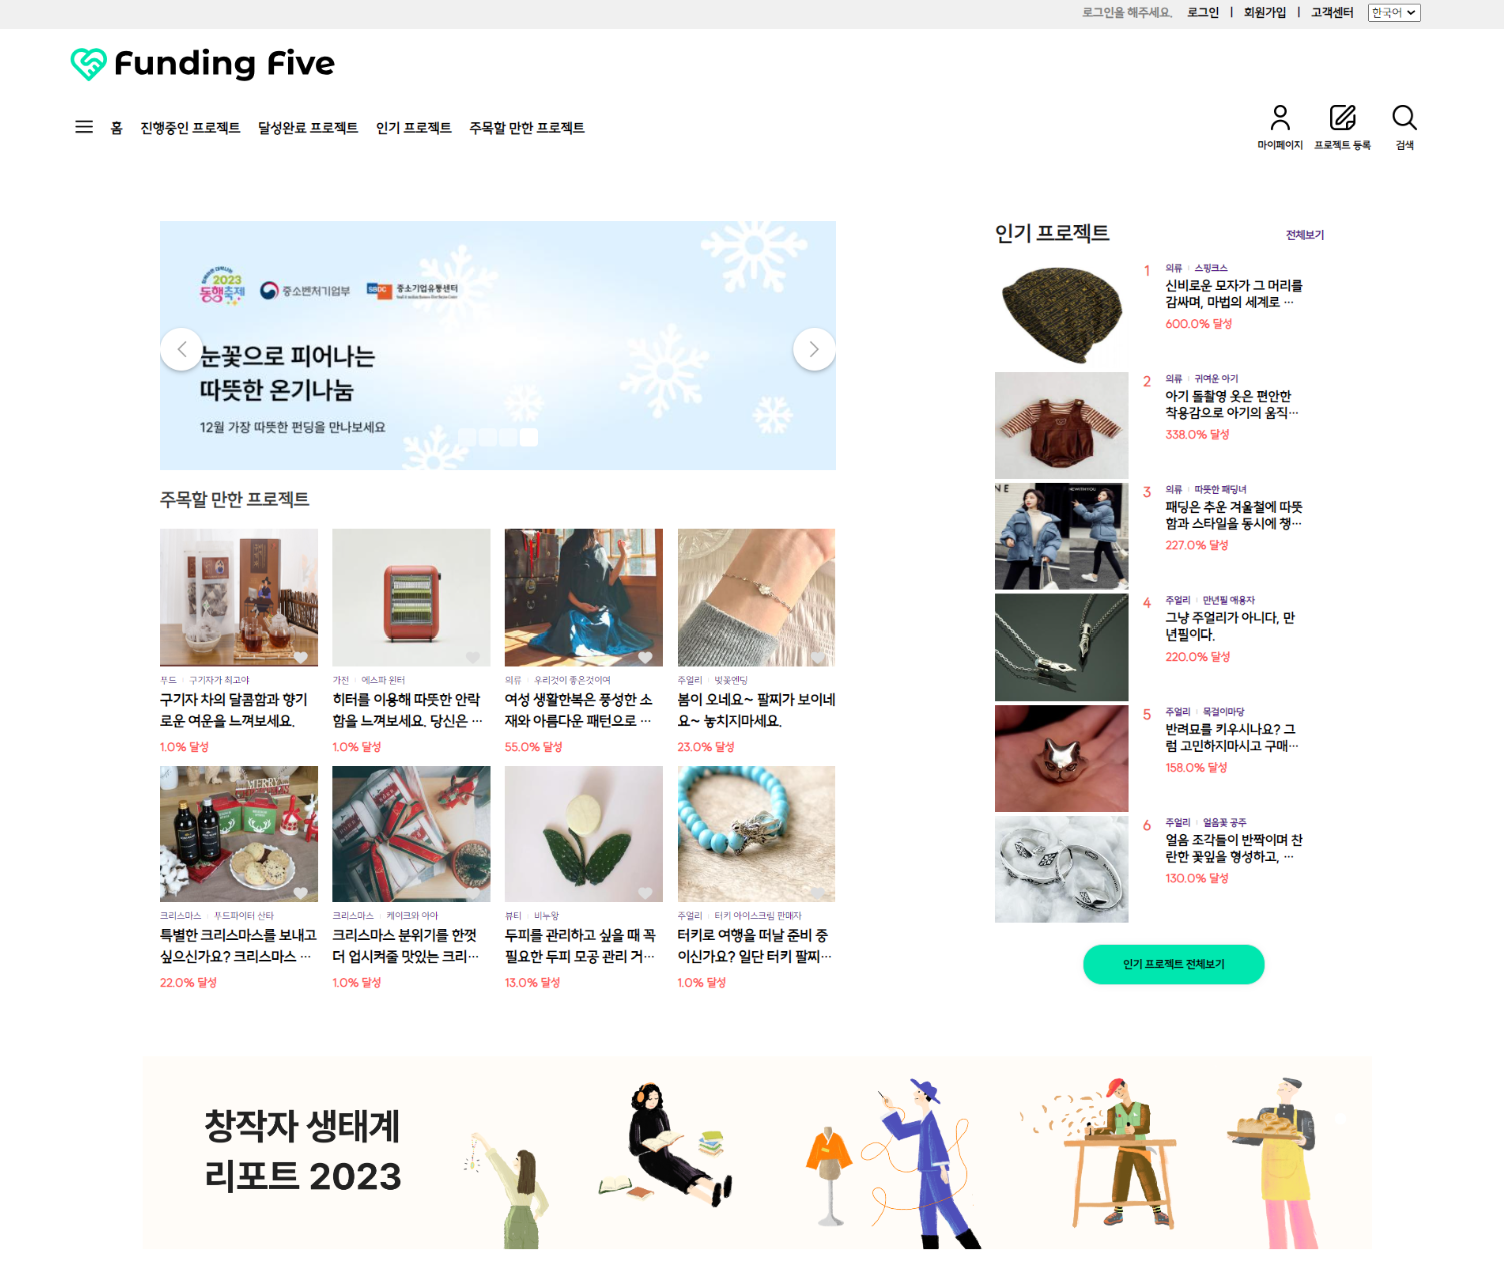 로그인을 해주세요. 로그인 | 회원가입 | 고객센터 한국어
Funding Five
홈 진행중인 프로젝트 달성완료 프로젝트 인기 프로젝트 주목할 만한 프로젝트
마이페이지 프로젝트 등록 검색
2023
동행축제 중소벤처기업부 SBDC 중소기업유통센터
눈꽃으로 피어나는
따뜻한 온기나눔
12월 가장 따뜻한 펀딩을 만나보세요
주목할 만한 프로젝트
푸드 | 구기자가 최고야
구기자 차의 달콤함과 향기
로운 여운을 느껴보세요.
1.0% 달성
가전 | 에스파 윈터
히터를 이용해 따뜻한 안락
함을 느껴보세요. 당신은 …
1.0% 달성
의류 | 우리것이 좋은것이여
여성 생활한복은 풍성한 소
재와 아름다운 패턴으로 …
55.0% 달성
주얼리 | 빛꽃엔딩
봄이 오네요~ 팔찌가 보이네
요~ 놓치지마세요.
23.0% 달성
MERRY
크리스마스 | 푸드파이터 산타
특별한 크리스마스를 보내고
싶으신가요? 크리스마스 …
22.0% 달성
크리스마스 | 케이크와 아아
크리스마스 분위기를 한껏
더 업시켜줄 맛있는 크리…
1.0% 달성
뷰티 | 비누왕
두피를 관리하고 싶을 때 꼭
필요한 두피 모공 관리 거…
13.0% 달성
주얼리 | 터키 아이스크림 판매자
터키로 여행을 떠날 준비 중
이신가요? 일단 터키 팔찌…
1.0% 달성
인기 프로젝트 전체보기
1 의류 | 스핑크스
신비로운 모자가 그 머리를
감싸며, 마법의 세계로 …
600.0% 달성
2 의류 | 귀여운 아기
아기 돌촬영 옷은 편안한
착용감으로 아기의 움직…
338.0% 달성
3 의류 | 따뜻한 패딩녀
패딩은 추운 겨울철에 따뜻
함과 스타일을 동시에 챙…
227.0% 달성
4 주얼리 | 만년필 애용자
그냥 주얼리가 아니다, 만
년필이다.
220.0% 달성
5 주얼리 | 목걸이마당
반려묘를 키우시나요? 그
럼 고민하지마시고 구매…
158.0% 달성
6 주얼리 | 얼음꽃 공주
얼음 조각들이 반짝이며 찬
란한 꽃잎을 형성하고, …
130.0% 달성
인기 프로젝트 전체보기
창작자 생태계
리포트 2023